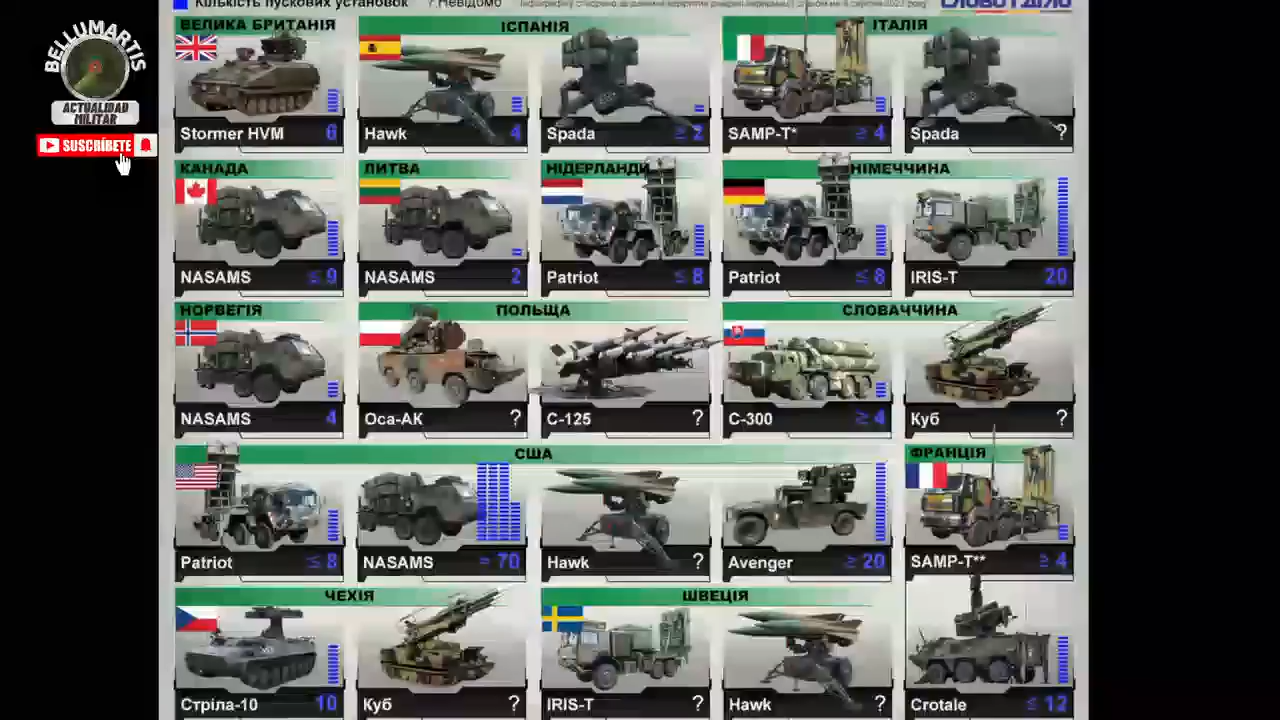 Кількість пускових установок ? Невідомо
СЛОВО І ДІЛО
BELLUMARTIS
ACTUALIDAD
MILITAR
SUSCRÍBETE
ВЕЛИКА БРИТАНІЯ ІСПАНІЯ ІТАЛІЯ
Stormer HVM 6 Hawk 4 Spada ≥ 2 SAMP-T* ≥ 4 Spada ?
КАНАДА ЛИТВА НІДЕРЛАНДИ НІМЕЧЧИНА
NASAMS ≤ 9 NASAMS 2 Patriot ≤ 8 Patriot ≤ 8 IRIS-T 20
НОРВЕГІЯ ПОЛЬЩА СЛОВАЧЧИНА
NASAMS 4 Оса-АК ? С-125 ? С-300 ≥ 4 Куб ?
США ФРАНЦІЯ
Patriot ≤ 8 NASAMS ≈ 70 Hawk ? Avenger ≥ 20 SAMP-T** ≥ 4
ЧЕХІЯ ШВЕЦІЯ
Стріла-10 10 Куб ? IRIS-T ? Hawk ? Crotale ≤ 12